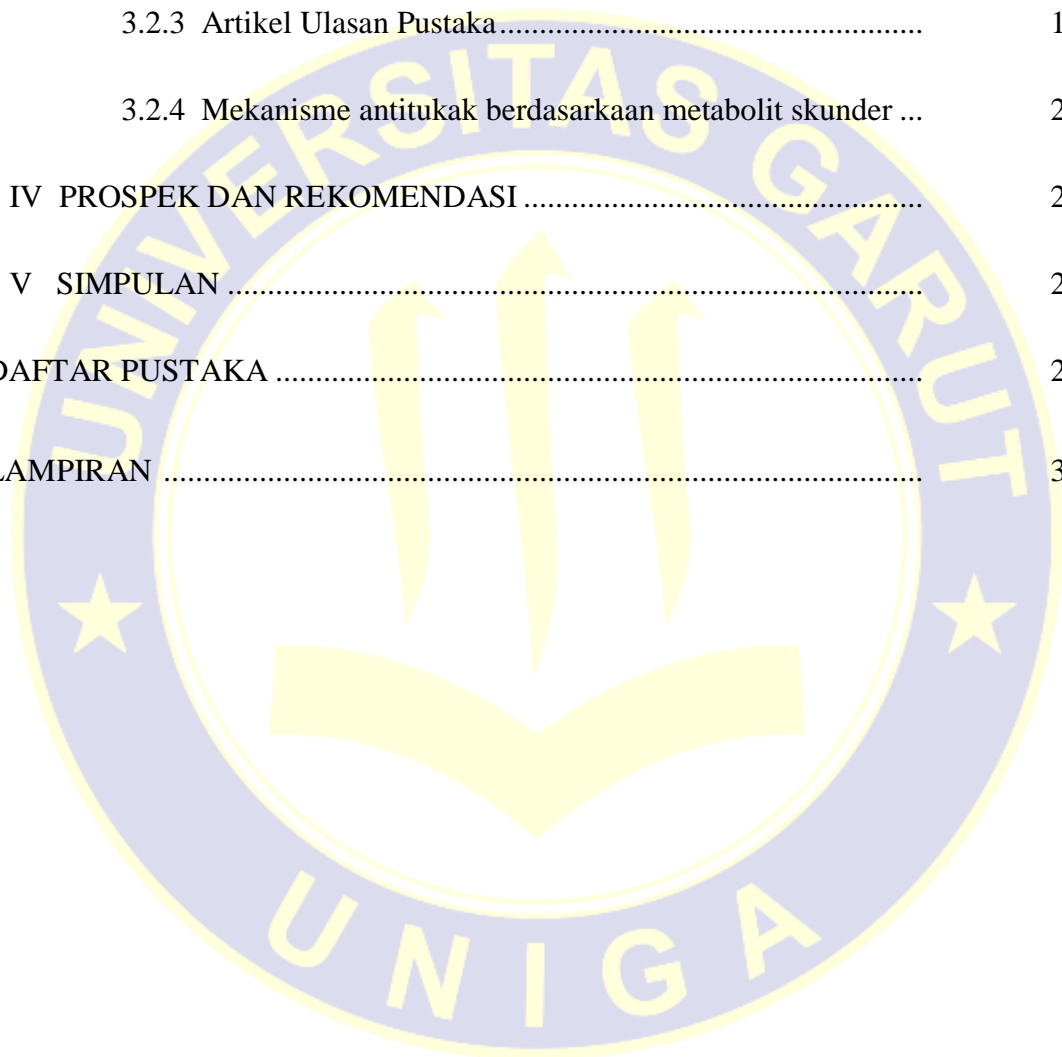 3.2.3 Artikel Ulasan Pustaka.......................................................... 1
3.2.4 Mekanisme antitukak berdasarkaan metabolit skunder ... 2
IV PROSPEK DAN REKOMENDASI ................................................ 2
V SIMPULAN ........................................................................................ 2
DAFTAR PUSTAKA ................................................................................. 2
LAMPIRAN ................................................................................................ 3
UNIVERSITAS GARUT
UNIGA